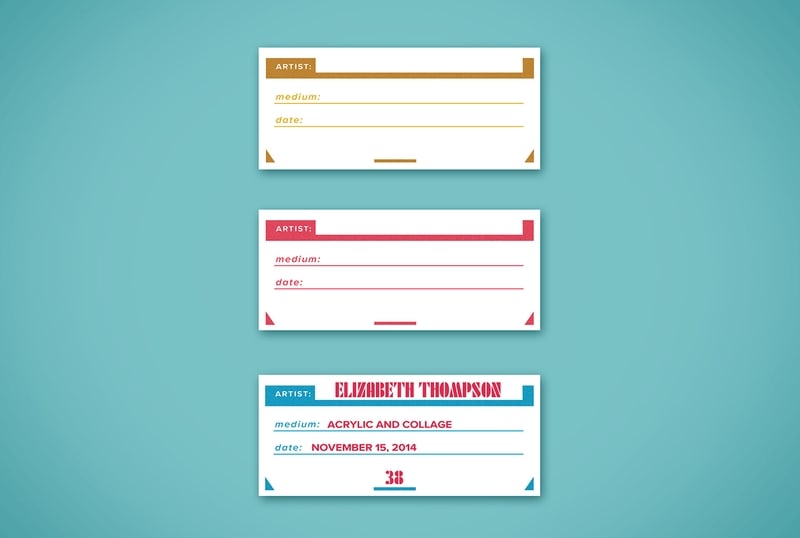 ARTIST:
medium:
date:
ARTIST:
medium:
date:
ARTIST: ELIZABETH THOMPSON
medium: ACRYLIC AND COLLAGE
date: NOVEMBER 15, 2014
38